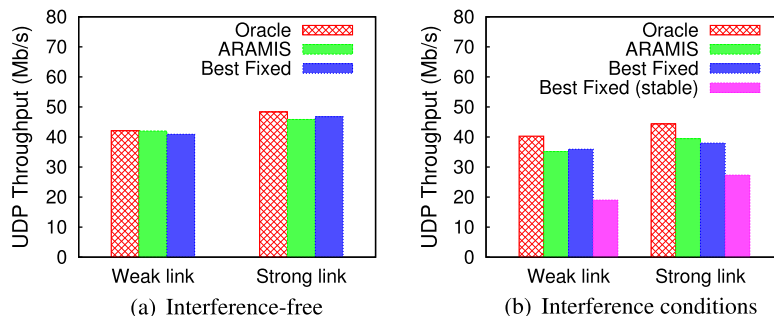 UDP Throughput (Mb/s)
80
70
60
50
40
30
20
10
0
Oracle
ARAMIS
Best Fixed
Weak link
Strong link
(a) Interference-free
UDP Throughput (Mb/s)
80
70
60
50
40
30
20
10
0
Oracle
ARAMIS
Best Fixed
Best Fixed (stable)
Weak link
Strong link
(b) Interference conditions